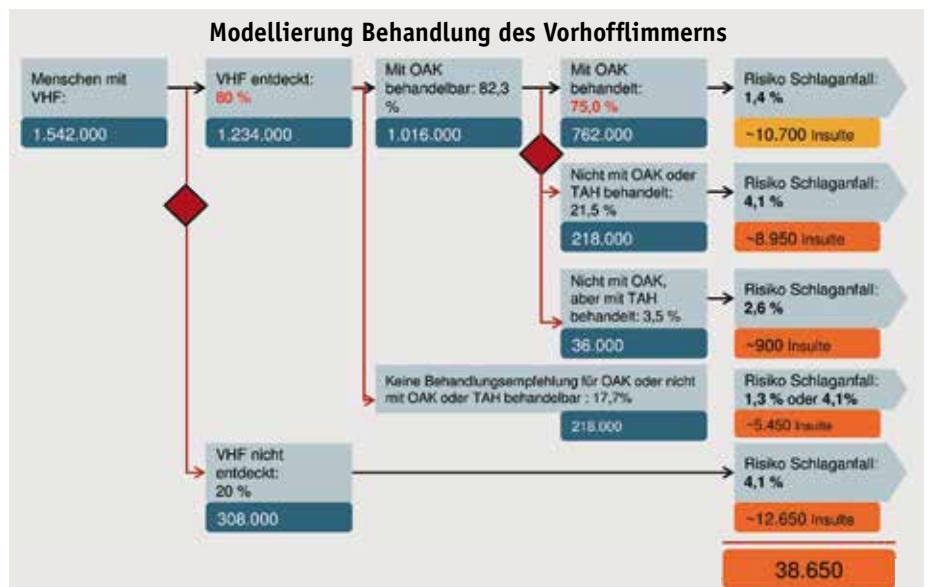 Modellierung Behandlung des Vorhofflimmerns
Menschen mit
VHF:
1.542.000
VHF entdeckt:
80 %
1.234.000
Mit OAK
behandelbar: 82,3
%
1.016.000
Mit OAK
behandelt:
75,0 %
762.000
Risiko Schlaganfall:
1,4 %
~10.700 Insulte
Nicht mit OAK oder
TAH behandelt:
21,5 %
218.000
Risiko Schlaganfall:
4,1 %
~8.950 Insulte
Nicht mit OAK,
aber mit TAH
behandelt: 3,5 %
36.000
Risiko Schlaganfall:
2,6 %
~900 Insulte
Keine Behandlungsempfehlung für OAK oder nicht
mit OAK oder TAH behandelbar : 17,7%
218.000
Risiko Schlaganfall:
1,3 % oder 4,1%
~5.450 Insulte
VHF nicht
entdeckt:
20 %
308.000
Risiko Schlaganfall:
4,1 %
~12.650 Insulte
38.650